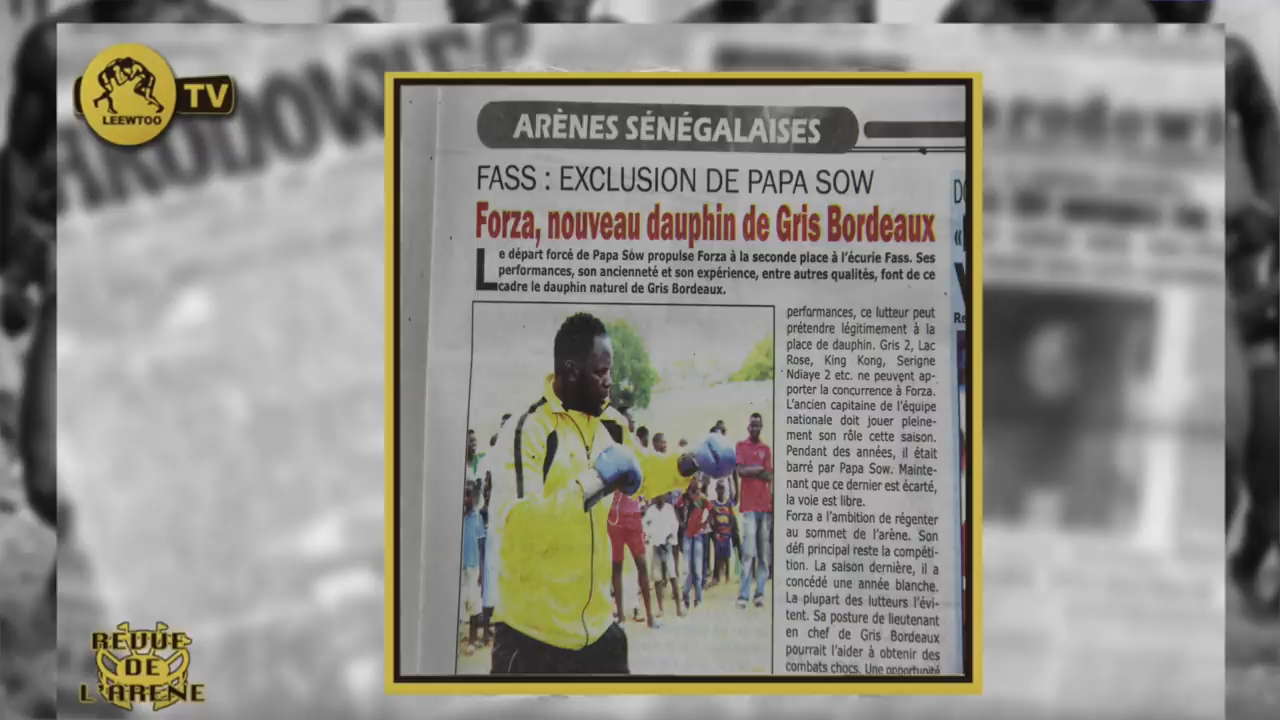 LEEWTOO
TV
ARÈNES SÉNÉGALAISES
FASS : EXCLUSION DE PAPA SOW
Forza, nouveau dauphin de Gris Bordeaux
Le départ forcé de Papa Sow propulse Forza à la seconde place à l'écurie Fass. Ses
performances, son ancienneté et son expérience, entre autres qualités, font de ce
cadre le dauphin naturel de Gris Bordeaux.
performances, ce lutteur peut
prétendre légitimement à la
place de dauphin. Gris 2, Lac
Rose, King Kong, Serigne
Ndiaye 2 etc. ne peuvent ap-
porter la concurrence à Forza.
L'ancien capitaine de l'équipe
nationale doit jouer pleine-
ment son rôle cette saison.
Pendant des années, il était
barré par Papa Sow. Mainte-
nant que ce dernier est écarté,
la voie est libre.
Forza a l'ambition de régenter
au sommet de l'arène. Son
défi principal reste la compéti-
tion. La saison dernière, il a
concédé une année blanche.
La plupart des lutteurs l'évi-
tent. Sa posture de lieutenant
en chef de Gris Bordeaux
pourrait l'aider à obtenir des
combats chocs. Une opportunité
REVUE
DE
L'ARENE